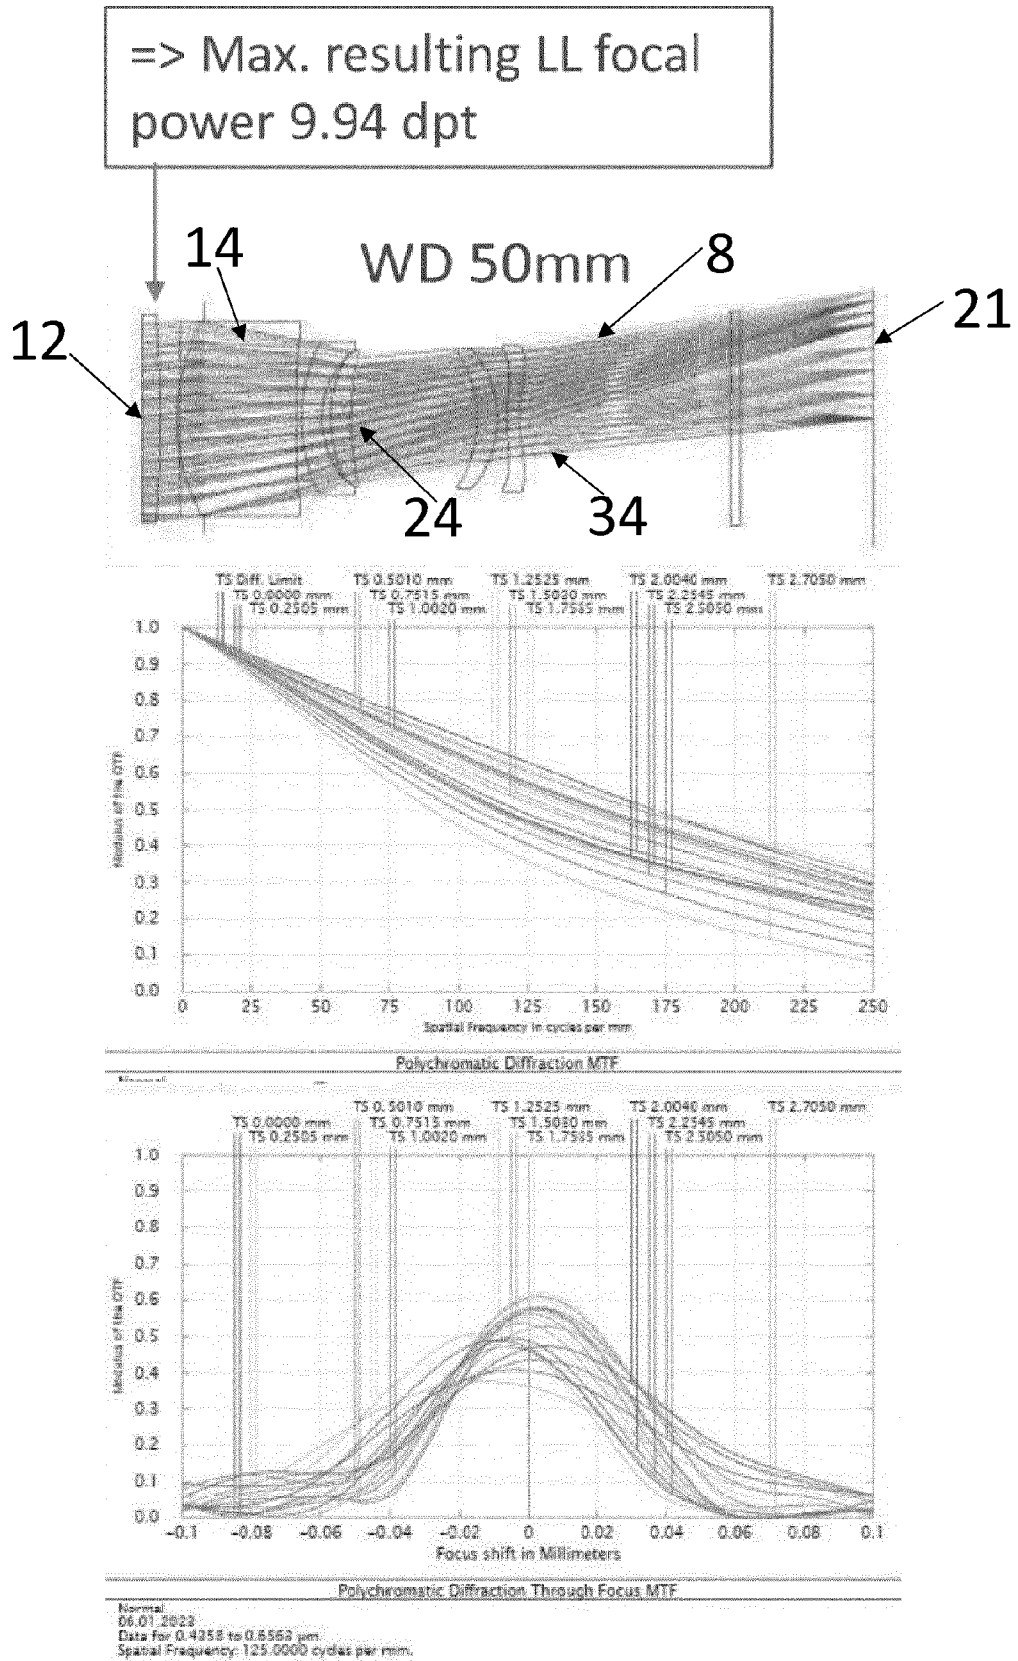 => Max. resulting LL focal
power 9.94 dpt
14
WD 50mm
8
12
21
24
34
TS Diff. Limit TS 0.5010 mm TS 1.2525 mm TS 2.0040 mm TS 2.7050 mm
TS 0.0000 mm TS 0.7515 mm TS 1.5030 mm TS 2.2545 mm
TS 0.2505 mm TS 1.0020 mm TS 1.7535 mm TS 2.5050 mm
1.0
0.9
0.8
0.7
0.6
0.5
0.4
0.3
0.2
0.1
0.0
Modulus of the OTF
0 25 50 75 100 125 150 175 200 225 250
Spatial Frequency in cycles per mm
Polychromatic Diffraction MTF
TS 0.5010 mm TS 1.2525 mm TS 2.0040 mm TS 2.7050 mm
TS 0.0000 mm TS 0.7515 mm TS 1.5030 mm TS 2.2545 mm
TS 0.2505 mm TS 1.0020 mm TS 1.7535 mm TS 2.5050 mm
1.0
0.9
0.8
0.7
0.6
0.5
0.4
0.3
0.2
0.1
0.0
Modulus of the OTF
-0.1 -0.08 -0.06 -0.04 -0.02 0 0.02 0.04 0.06 0.08 0.1
Focus shift in Millimeters
Polychromatic Diffraction Through Focus MTF
Normal
06.01.2023
Data for 0.4358 to 0.6563 µm.
Spatial Frequency: 125.0000 cycles per mm.